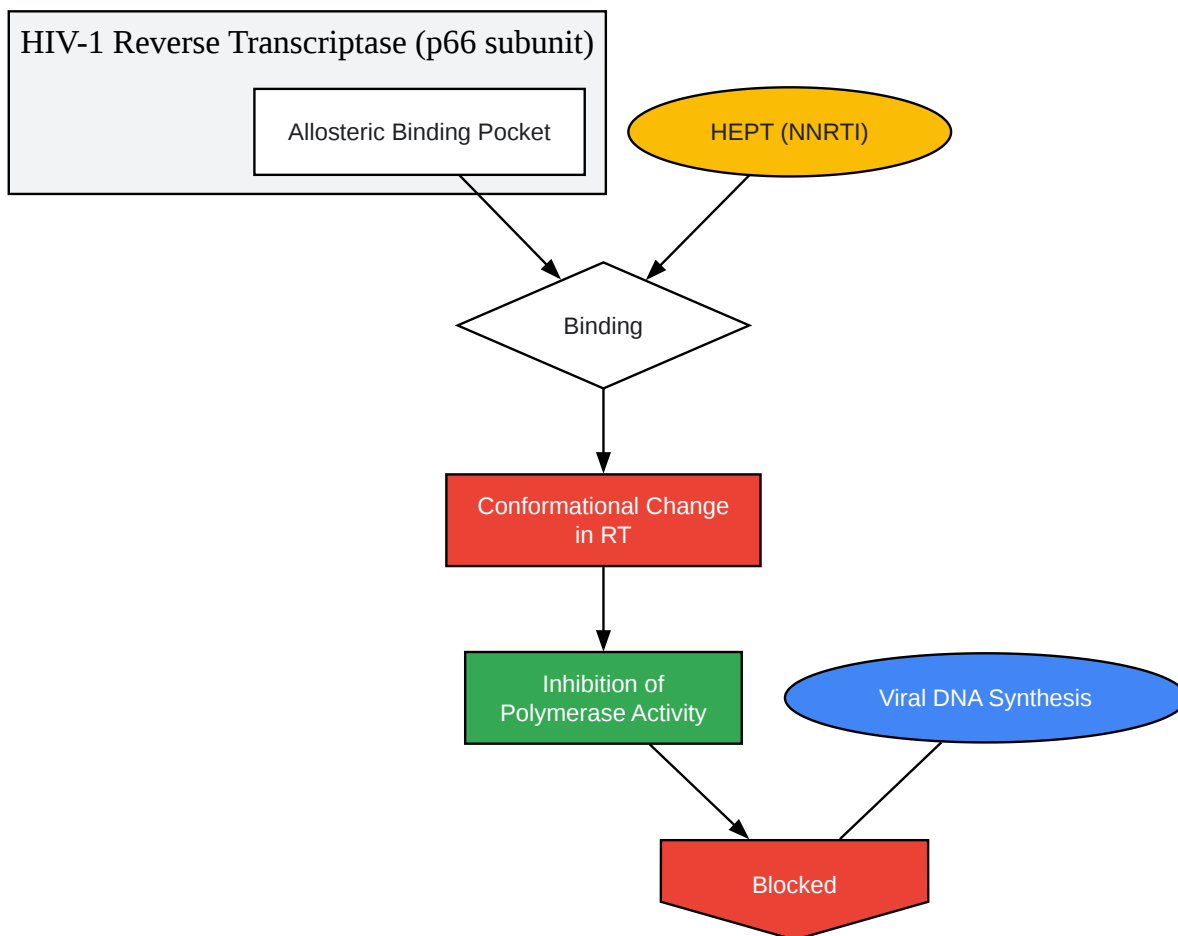 HIV-1 Reverse Transcriptase (p66 subunit)
Allosteric Binding Pocket
HEPT (NNRTI)
Binding
Conformational Change
in RT
Inhibition of
Polymerase Activity
Viral DNA Synthesis
Blocked